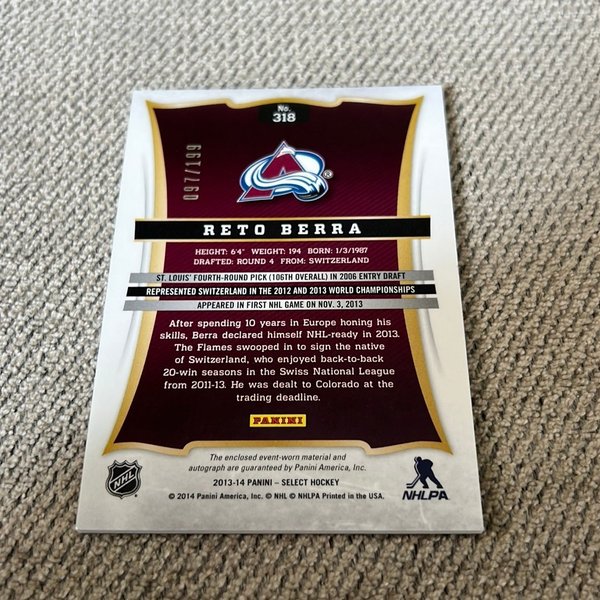 No.
318
097/199
RETO BERRA
HEIGHT: 6'4" WEIGHT: 194 BORN: 1/3/1987
DRAFTED: ROUND 4 FROM: SWITZERLAND
ST. LOUIS' FOURTH-ROUND PICK (106TH OVERALL) IN 2006 ENTRY DRAFT
REPRESENTED SWITZERLAND IN THE 2012 AND 2013 WORLD CHAMPIONSHIPS
APPEARED IN FIRST NHL GAME ON NOV. 3, 2013
After spending 10 years in Europe honing his
skills, Berra declared himself NHL-ready in 2013.
The Flames swooped in to sign the native
of Switzerland, who enjoyed back-to-back
20-win seasons in the Swiss National League
from 2011-13. He was dealt to Colorado at the
trading deadline.
PANINI
The enclosed event-worn material and
autograph are guaranteed by Panini America, Inc.
2013-14 PANINI – SELECT HOCKEY
© 2014 Panini America, Inc. © NHL © NHLPA Printed in the USA.
NHL
NHLPA